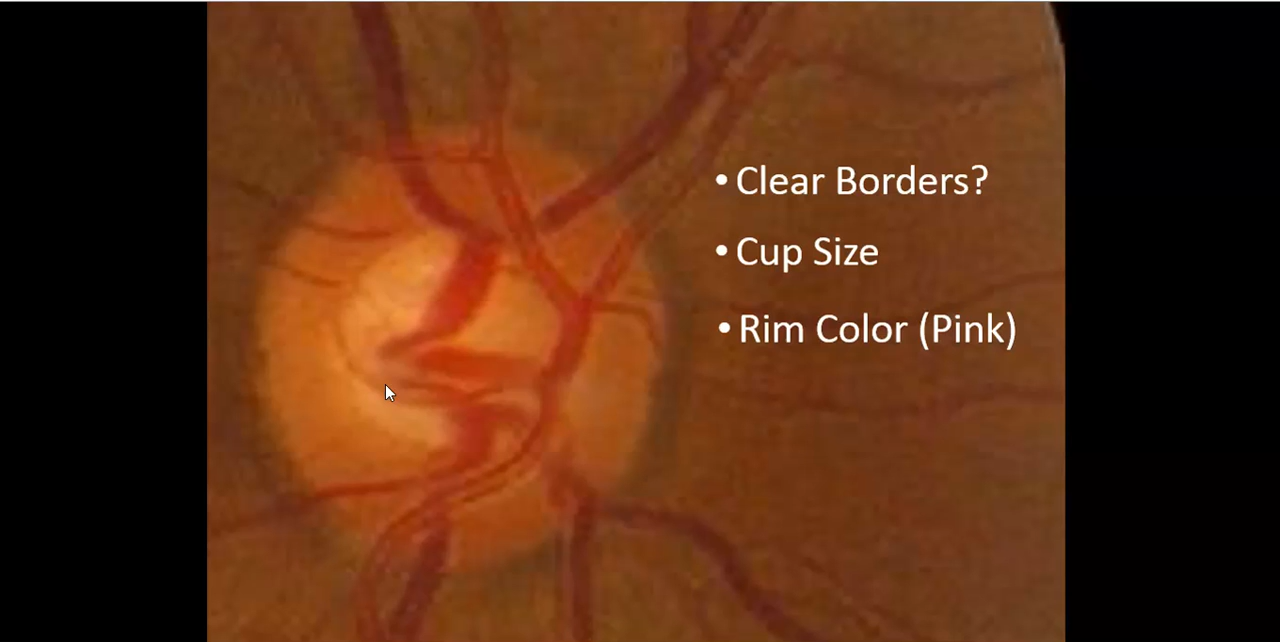 • Clear Borders?
• Cup Size
• Rim Color (Pink)